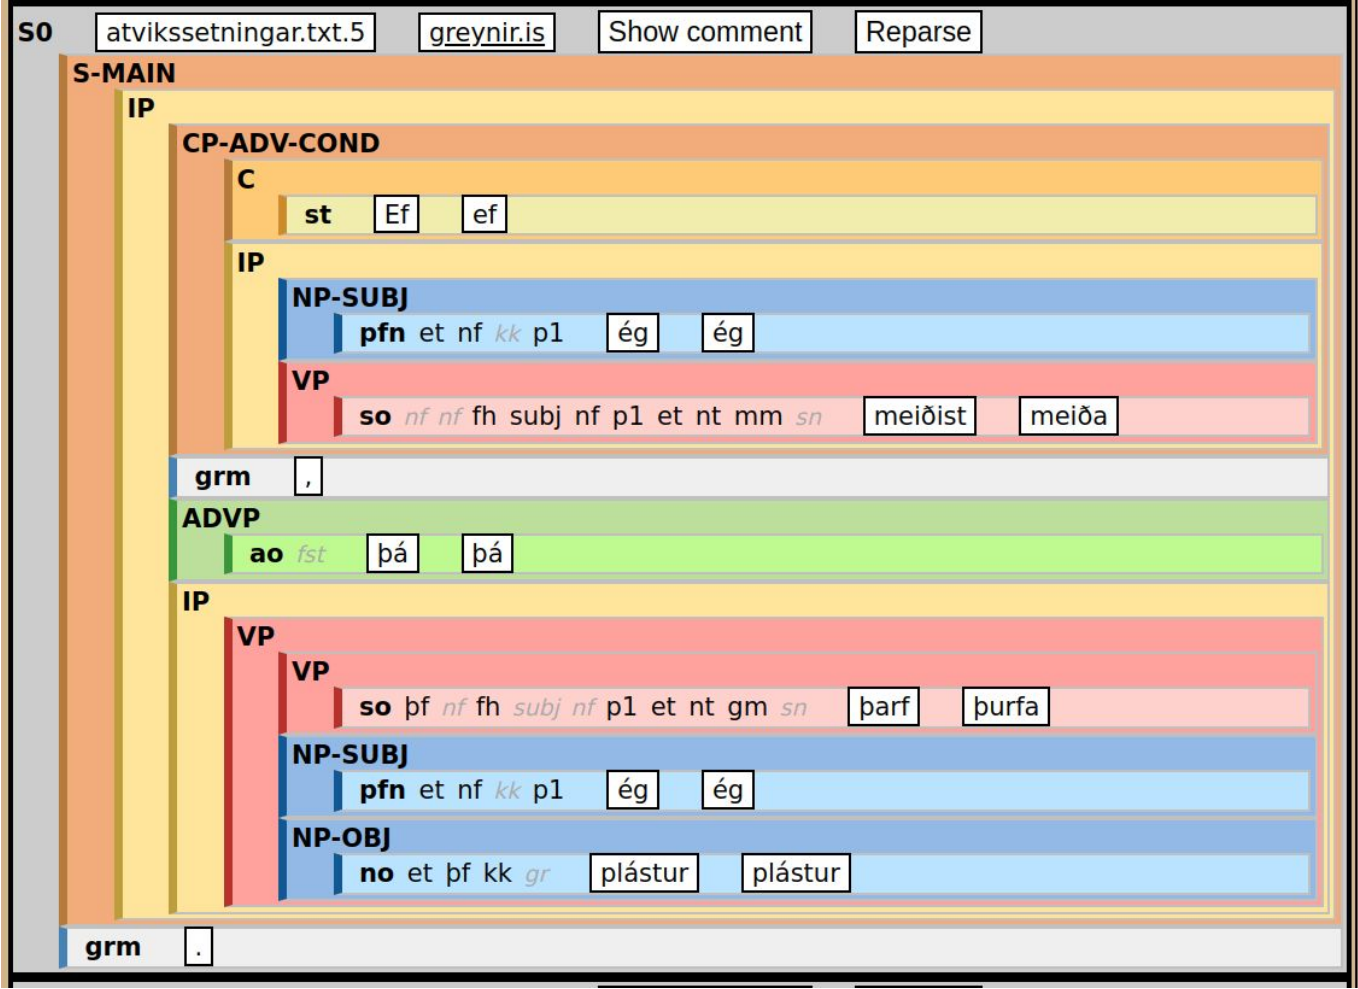 S0 atvikssetningar.txt.5 greynir.is Show comment Reparse
S-MAIN
IP
CP-ADV-COND
C
st Ef ef
IP
NP-SUBJ
pfn et nf kk p1 ég ég
VP
so nf nf fh subj nf p1 et nt mm sn meiðist meiða
grm ,
ADVP
ao fst þá þá
IP
VP
VP
so þf nf fh subj nf p1 et nt gm sn þarf þurfa
NP-SUBJ
pfn et nf kk p1 ég ég
NP-OBJ
no et þf kk gr plástur plástur
grm .